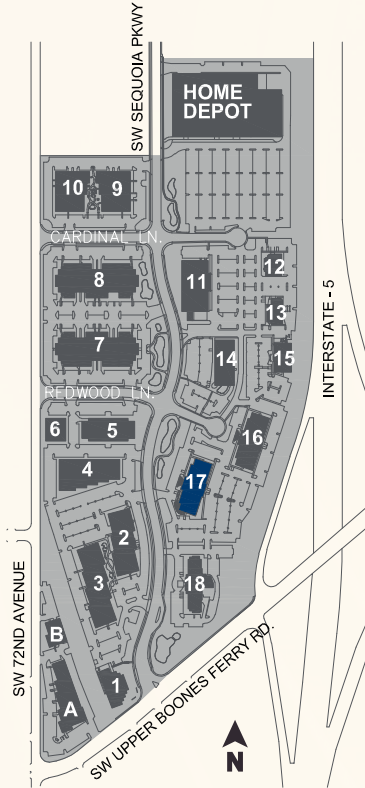 SW SEQUOIA PKWY
HOME
DEPOT
10
9
CARDINAL LN.
8
11
12
13
7
14
15
INTERSTATE - 5
REDWOOD LN.
6
5
16
4
17
2
3
18
SW 72ND AVENUE
B
A
1
SW UPPER BOONES FERRY RD.
N